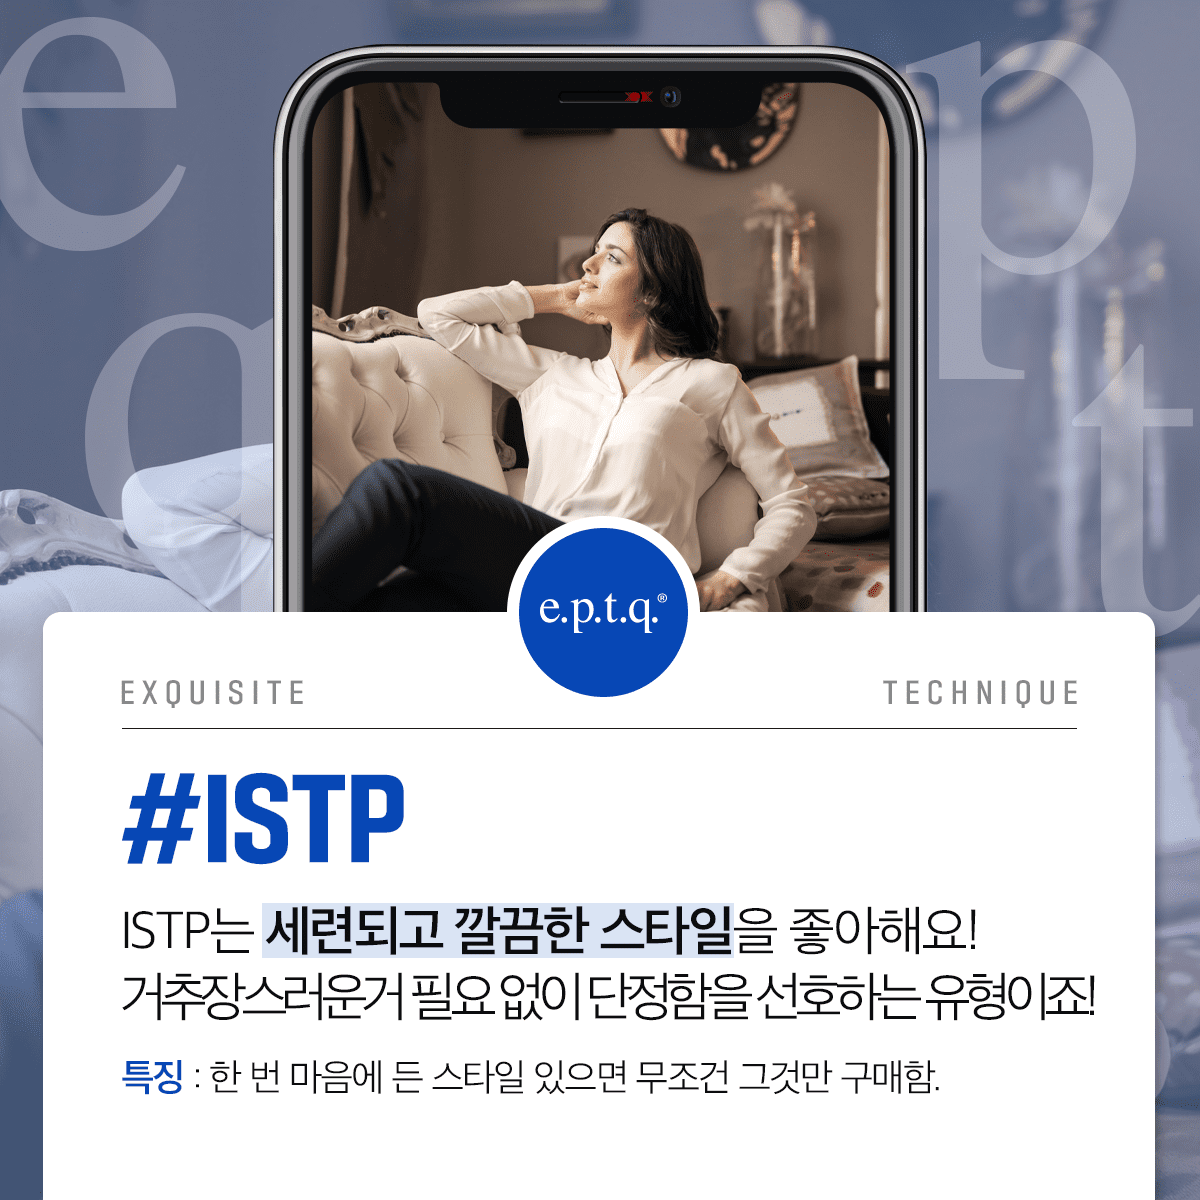 e p
q t
e.p.t.q.®
EXQUISITE TECHNIQUE
#ISTP
ISTP는 세련되고 깔끔한 스타일을 좋아해요!
거추장스러운거 필요 없이 단정함을 선호하는 유형이죠!
특징 : 한 번 마음에 든 스타일 있으면 무조건 그것만 구매함.